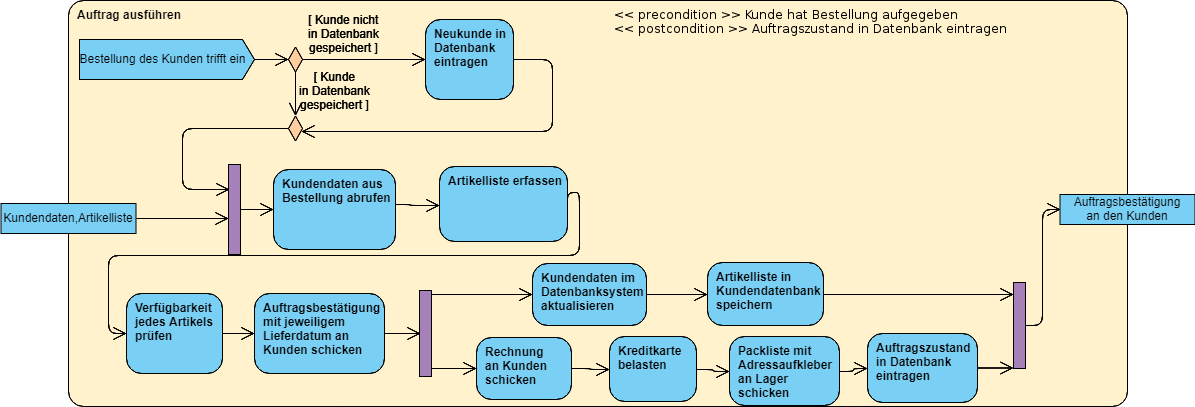 Auftrag ausführen
<< precondition >> Kunde hat Bestellung aufgegeben
<< postcondition >> Auftragszustand in Datenbank eintragen
Bestellung des Kunden trifft ein
[ Kunde nicht
in Datenbank
gespeichert ]
Neukunde in
Datenbank
eintragen
[ Kunde
in Datenbank
gespeichert ]
Kundendaten,Artikelliste
Kundendaten aus
Bestellung abrufen
Artikelliste erfassen
Auftragsbestätigung
an den Kunden
Verfügbarkeit
jedes Artikels
prüfen
Auftragsbestätigung
mit jeweiligem
Lieferdatum an
Kunden schicken
Kundendaten im
Datenbanksystem
aktualisieren
Artikelliste in
Kundendatenbank
speichern
Rechnung
an Kunden
schicken
Kreditkarte
belasten
Packliste mit
Adressaufkleber
an Lager
schicken
Auftragszustand
in Datenbank
eintragen